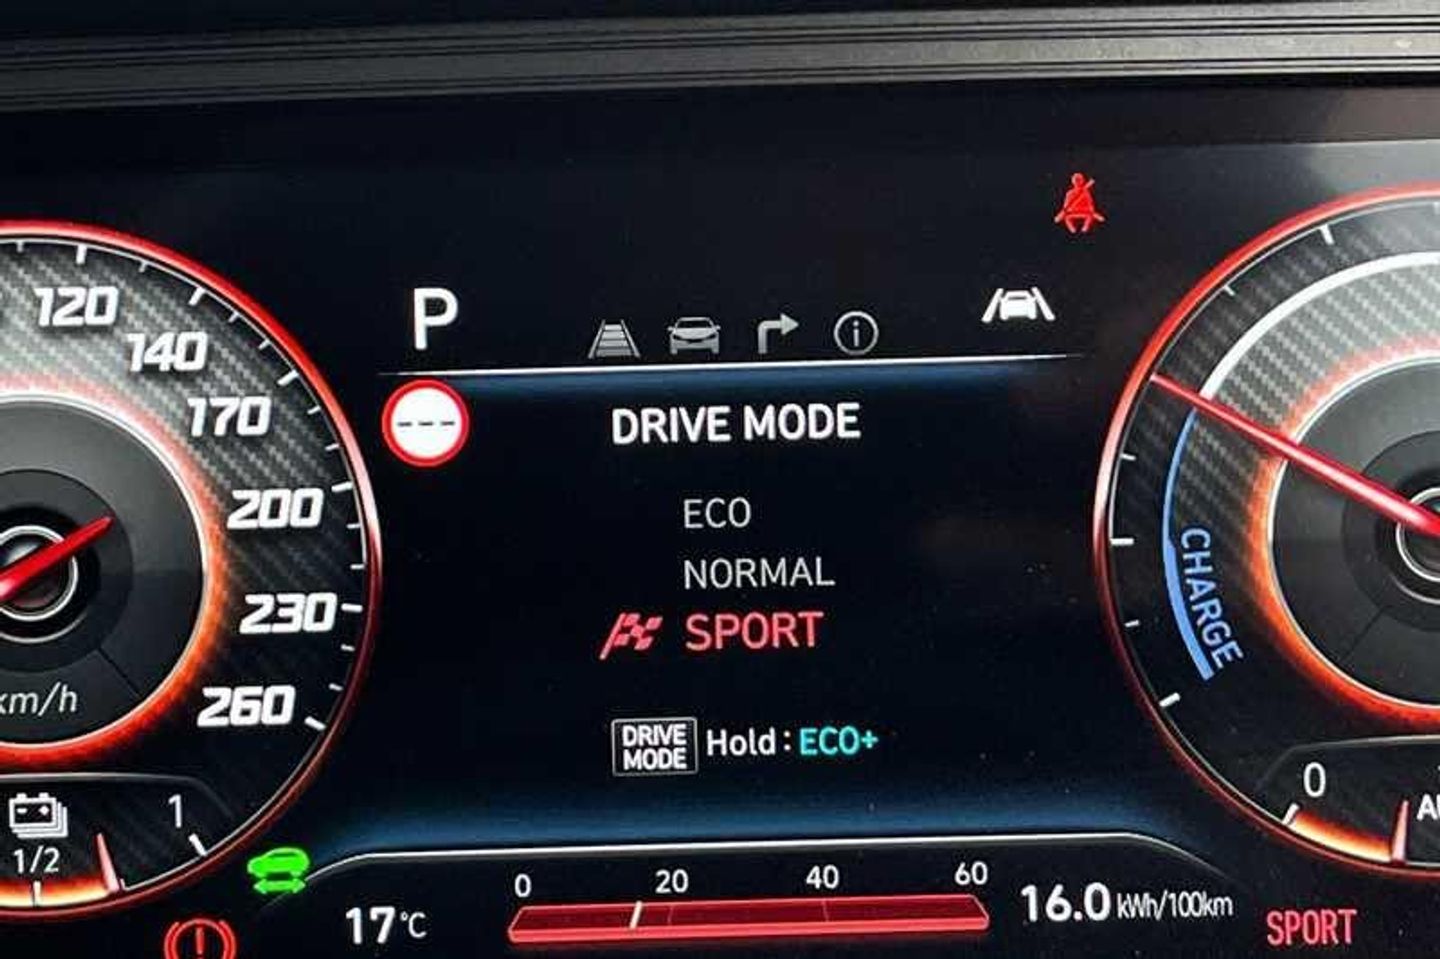 P
120
140
170
200
230
260
km/h
DRIVE MODE
ECO
NORMAL
SPORT
DRIVE MODE Hold : ECO+
CHARGE
1/2
1
0
17°C
0 20 40 60
16.0 kWh/100km
SPORT